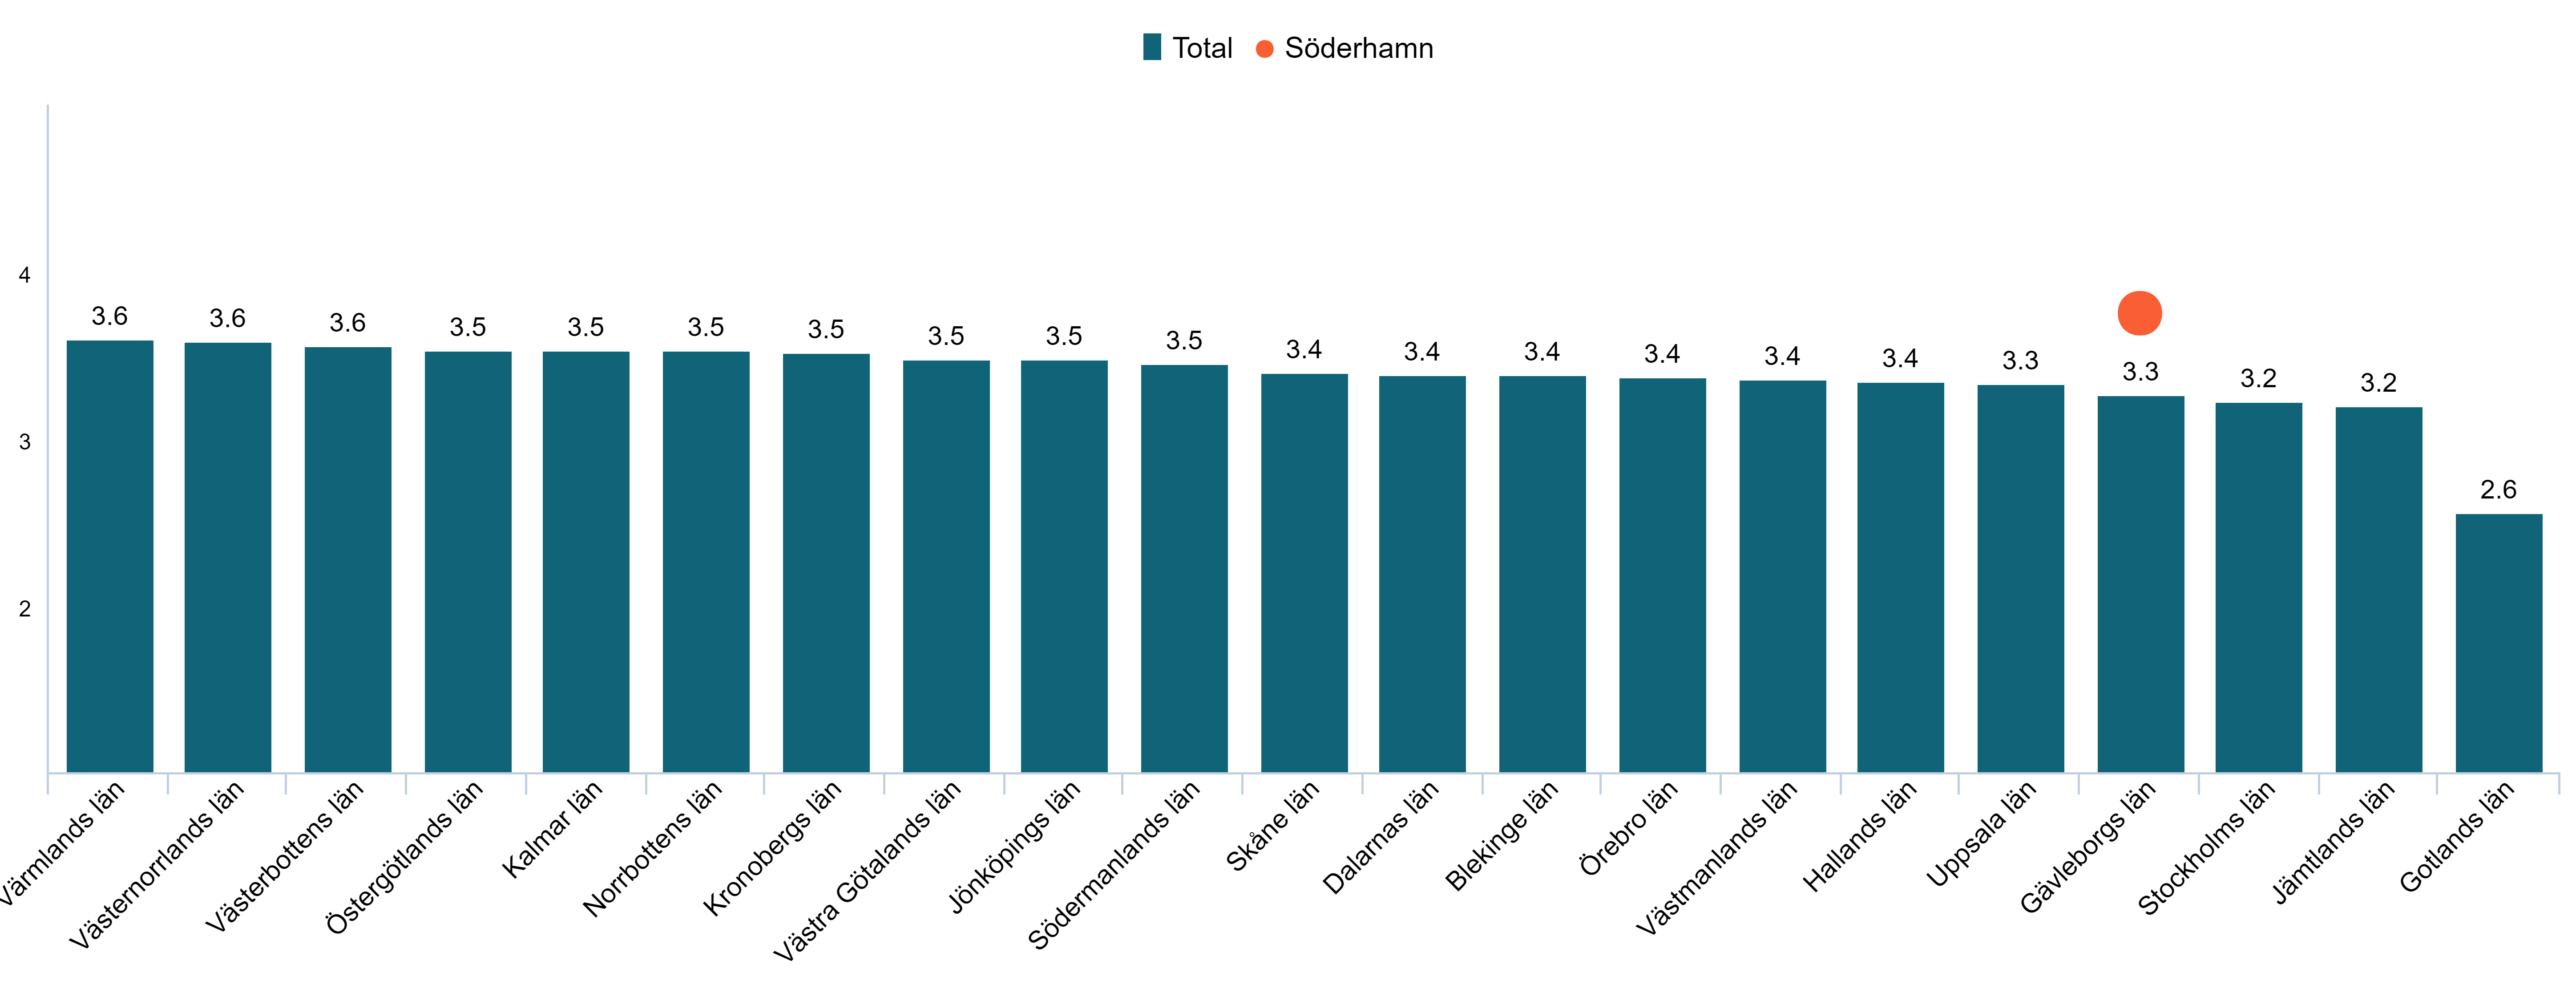 Total Söderhamn
4
3
2
3.6 3.6 3.6 3.5 3.5 3.5 3.5 3.5 3.5 3.5 3.4 3.4 3.4 3.4 3.4 3.4 3.3 3.3 3.2 3.2 2.6
Värmlands län
Västernorrlands län
Västerbottens län
Östergötlands län
Kalmar län
Norrbottens län
Kronobergs län
Västra Götalands län
Jönköpings län
Södermanlands län
Skåne län
Dalarnas län
Blekinge län
Örebro län
Västmanlands län
Hallands län
Uppsala län
Gävleborgs län
Stockholms län
Jämtlands län
Gotlands län